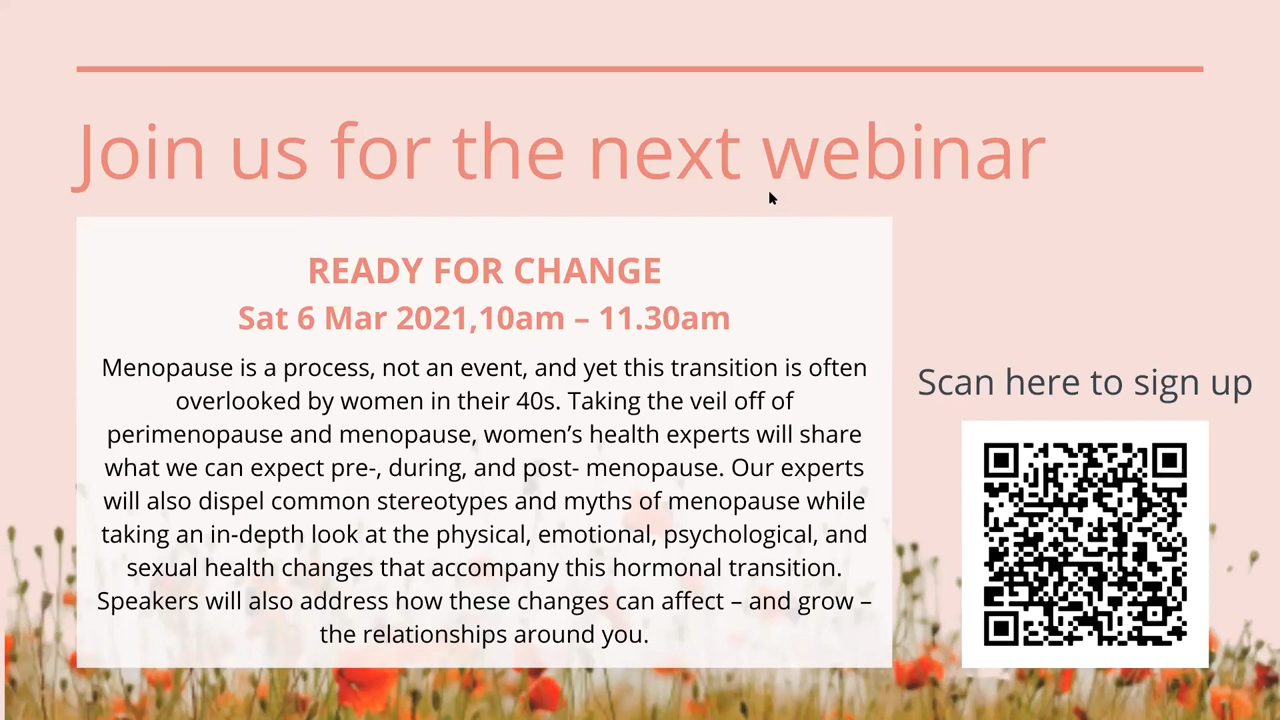 Join us for the next webinar
READY FOR CHANGE
Sat 6 Mar 2021,10am – 11.30am
Menopause is a process, not an event, and yet this transition is often
overlooked by women in their 40s. Taking the veil off of
perimenopause and menopause, women’s health experts will share
what we can expect pre-, during, and post- menopause. Our experts
will also dispel common stereotypes and myths of menopause while
taking an in-depth look at the physical, emotional, psychological, and
sexual health changes that accompany this hormonal transition.
Speakers will also address how these changes can affect – and grow –
the relationships around you.
Scan here to sign up